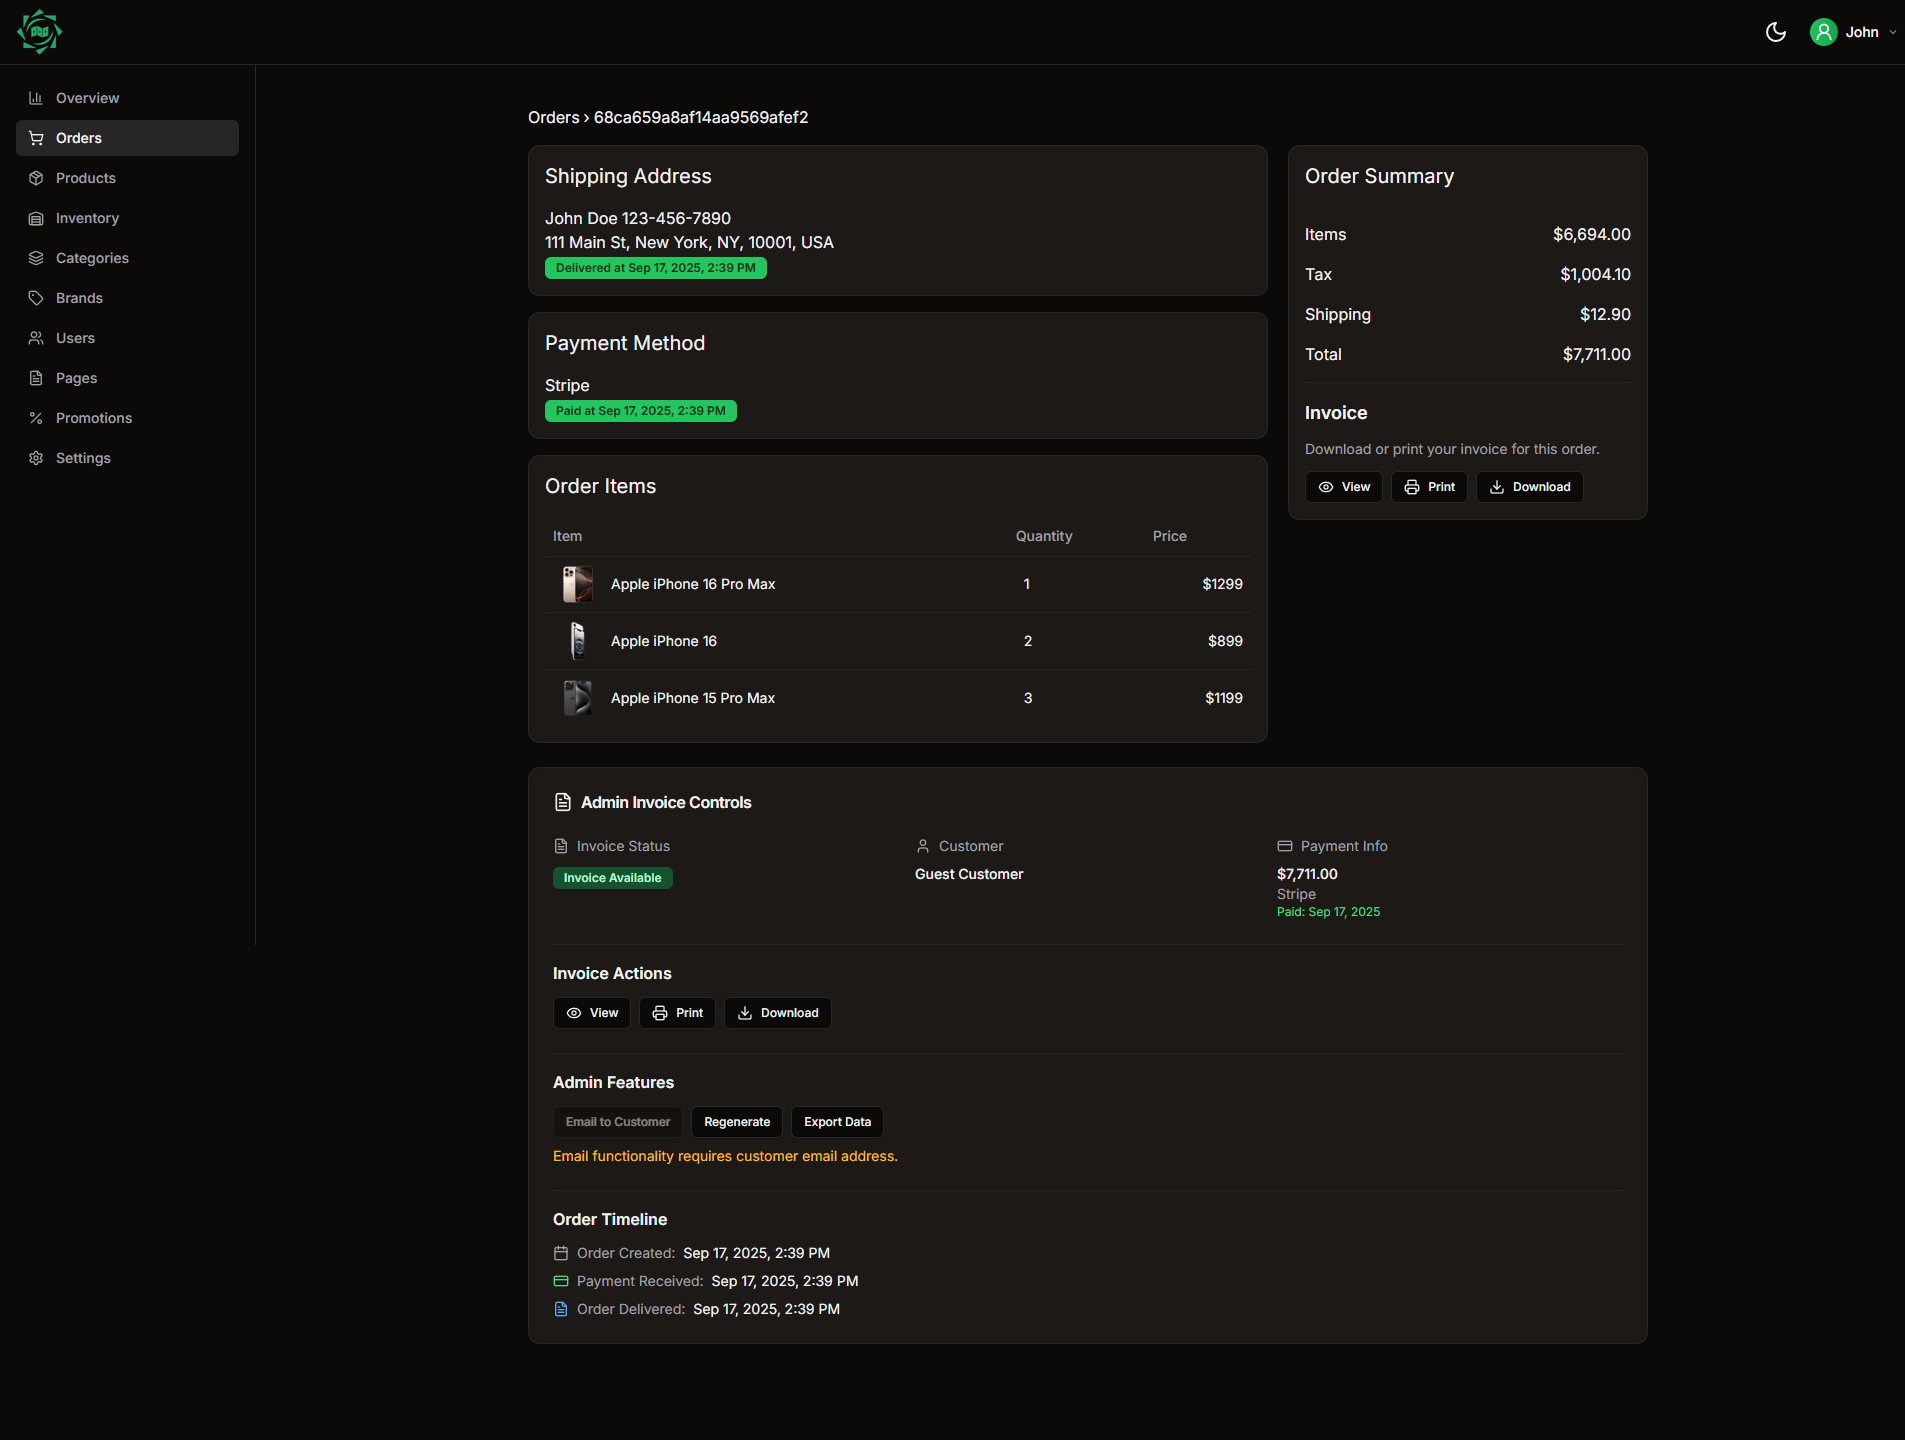 John
Overview
Orders
Products
Inventory
Categories
Brands
Users
Pages
Promotions
Settings
Orders › 68ca659a8af14aa9569afef2
Shipping Address
John Doe 123-456-7890
111 Main St, New York, NY, 10001, USA
Delivered at Sep 17, 2025, 2:39 PM
Payment Method
Stripe
Paid at Sep 17, 2025, 2:39 PM
Order Items
Item Quantity Price
Apple iPhone 16 Pro Max 1 $1299
Apple iPhone 16 2 $899
Apple iPhone 15 Pro Max 3 $1199
Order Summary
Items $6,694.00
Tax $1,004.10
Shipping $12.90
Total $7,711.00
Invoice
Download or print your invoice for this order.
View Print Download
Admin Invoice Controls
Invoice Status
Invoice Available
Customer
Guest Customer
Payment Info
$7,711.00
Stripe
Paid: Sep 17, 2025
Invoice Actions
View Print Download
Admin Features
Email to Customer Regenerate Export Data
Email functionality requires customer email address.
Order Timeline
Order Created: Sep 17, 2025, 2:39 PM
Payment Received: Sep 17, 2025, 2:39 PM
Order Delivered: Sep 17, 2025, 2:39 PM